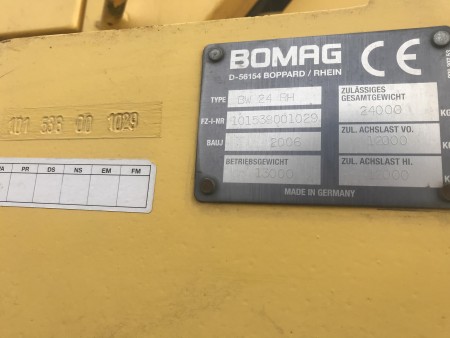 BOMAG CE
D-56154 BOPPARD / RHEIN
TYPE BW 24 RH
ZULÄSSIGES GESAMTGEWICHT 24000 KG
FZ-I-NR 101538001029
ZUL. ACHSLAST VO. 12000 KG
BAUJ 2006
ZUL. ACHSLAST HI.
BETRIEBSGEWICHT 13000
MADE IN GERMANY
101 538 00 1029
PR DS NS EM FM